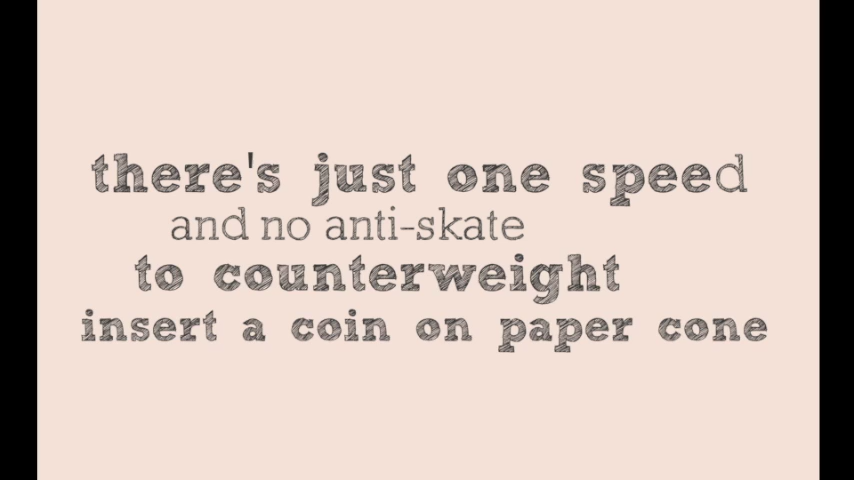 there's just one speed
and no anti-skate
to counterweight
insert a coin on paper cone